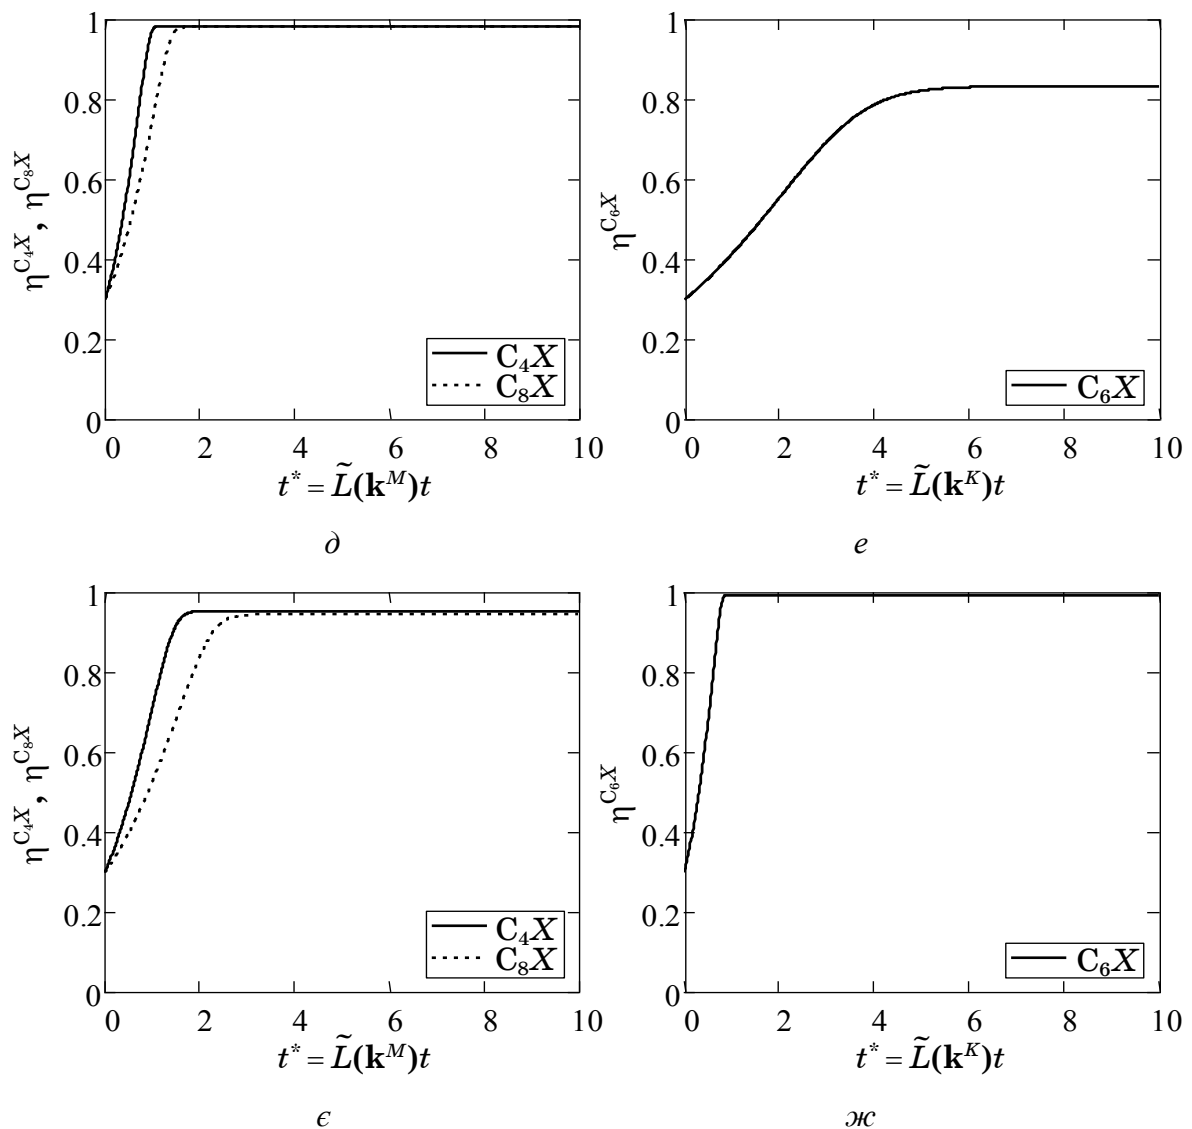 1
0.8
0.6
0.4
0.2
0
0 2 4 6 8 10
η^{C₄X}, η^{C₈X}
C₄X
C₈X
t* = L̃(k^M)t
д
1
0.8
0.6
0.4
0.2
0
0 2 4 6 8 10
η^{C₆X}
C₆X
t* = L̃(k^K)t
е
1
0.8
0.6
0.4
0.2
0
0 2 4 6 8 10
η^{C₄X}, η^{C₈X}
C₄X
C₈X
t* = L̃(k^M)t
є
1
0.8
0.6
0.4
0.2
0
0 2 4 6 8 10
η^{C₆X}
C₆X
t* = L̃(k^K)t
ж